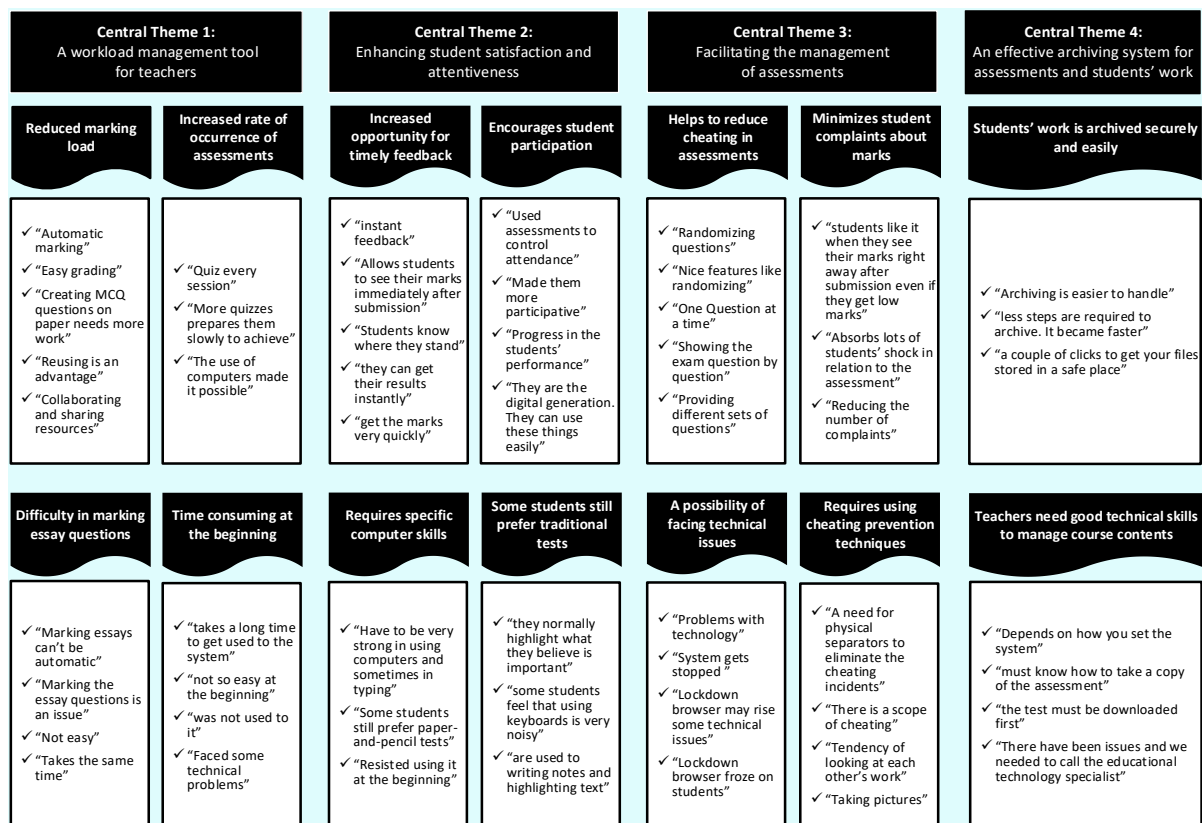 Central Theme 1:
A workload management tool
for teachers
Central Theme 2:
Enhancing student satisfaction and
attentiveness
Central Theme 3:
Facilitating the management
of assessments
Central Theme 4:
An effective archiving system for
assessments and students’ work
Reduced marking
load
Increased rate of
occurrence of
assessments
Increased
opportunity for
timely feedback
Encourages student
participation
Helps to reduce
cheating in
assessments
Minimizes student
complaints about
marks
Students’ work is archived securely
and easily
✓ “Automatic
marking”
✓ “Easy grading”
✓ “Creating MCQ
questions on
paper needs more
work”
✓ “Reusing is an
advantage”
✓ “Collaborating
and sharing
resources”
✓ “Quiz every
session”
✓ “More quizzes
prepares them
slowly to achieve”
✓ “The use of
computers made
it possible”
✓ “instant
feedback”
✓ “Allows students
to see their marks
immediately after
submission”
✓ “Students know
where they stand”
✓ “they can get
their results
instantly”
✓ “get the marks
very quickly”
✓ “Used
assessments to
control
attendance”
✓ “Made them
more
participative”
✓ “Progress in the
students’
performance”
✓ “They are the
digital generation.
They can use
these things
easily”
✓ “Randomizing
questions”
✓ “Nice features like
randomizing”
✓ “One Question at
a time”
✓ “Showing the
exam question by
question”
✓ “Providing
different sets of
questions”
✓ “students like it
when they see
their marks right
away after
submission even if
they get low
marks”
✓ “Absorbs lots of
students’ shock in
relation to the
assessment”
✓ “Reducing the
number of
complaints”
✓ “Archiving is easier to handle”
✓ “less steps are required to
archive. It became faster”
✓ “a couple of clicks to get your files
stored in a safe place”
Difficulty in marking
essay questions
Time consuming at
the beginning
Requires specific
computer skills
Some students still
prefer traditional
tests
A possibility of
facing technical
issues
Requires using
cheating prevention
techniques
Teachers need good technical skills
to manage course contents
✓ “Marking essays
can’t be
automatic”
✓ “Marking the
essay questions is
an issue”
✓ “Not easy”
✓ “Takes the same
time”
✓ “takes a long time
to get used to the
system”
✓ “not so easy at the
beginning”
✓ “was not used to
it”
✓ “Faced some
technical
problems”
✓ “Have to be very
strong in using
computers and
sometimes in
typing”
✓ “Some students
still prefer paper-
and-pencil tests”
✓ “Resisted using it
at the beginning”
✓ “they normally
highlight what
they believe is
important”
✓ “some students
feel that using
keyboards is very
noisy”
✓ “are used to
writing notes and
highlighting text”
✓ “Problems with
technology”
✓ “System gets
stopped ”
✓ “Lockdown
browser may rise
some technical
issues”
✓ “Lockdown
browser froze on
students”
✓ “A need for
physical
separators to
eliminate the
cheating
incidents”
✓ “There is a scope
of cheating”
✓ “Tendency of
looking at each
other’s work”
✓ “Taking pictures”
✓ “Depends on how you set the
system”
✓ “must know how to take a copy
of the assessment”
✓ “the test must be downloaded
first”
✓ “There have been issues and we
needed to call the educational
technology specialist”